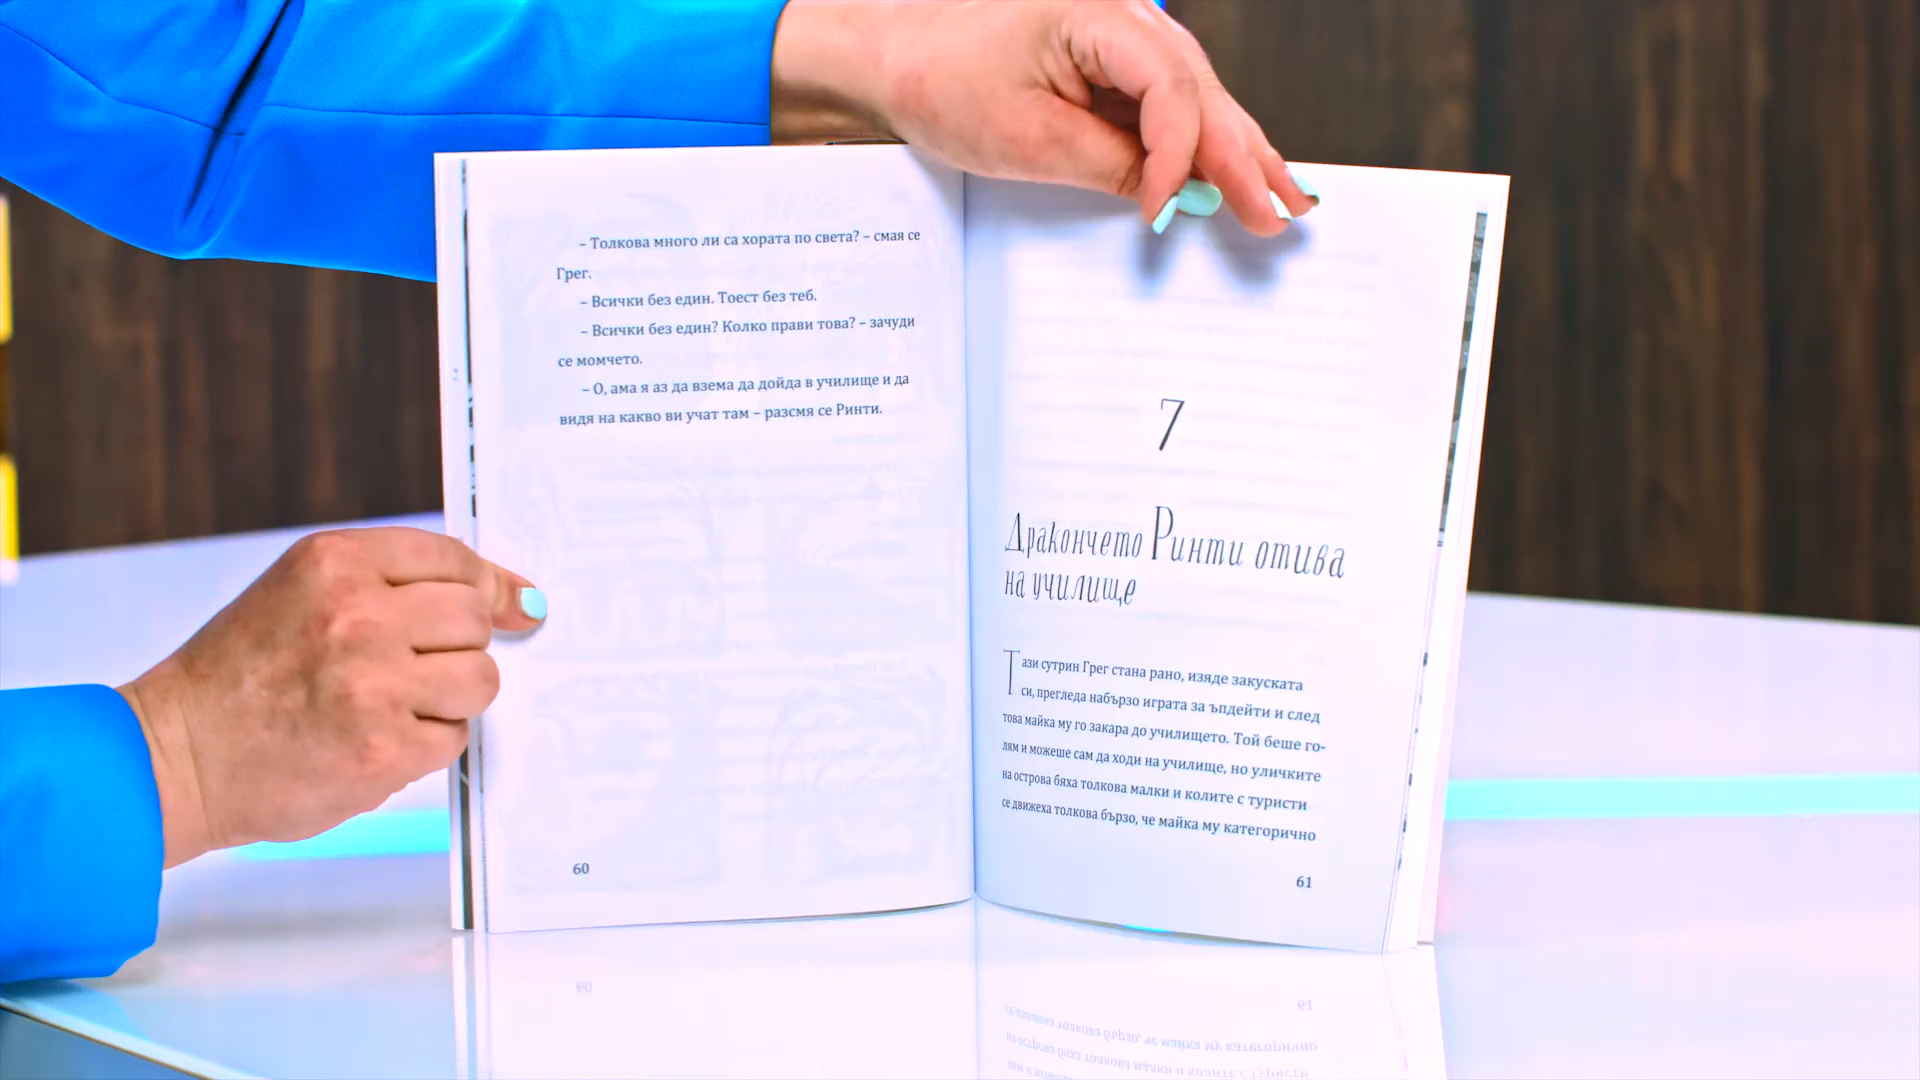 – Толкова много ли са хората по света? – смая се
Грег.
– Всички без един. Тоест без теб.
– Всички без един? Колко прави това? – зачуди
се момчето.
– О, ама я аз да взема да дойда в училище и да
видя на какво ви учат там – разсмя се Ринти.
60
7
Дракончето Ринти отива
на училище
Тази сутрин Грег стана рано, изяде закуската
си, прегледа набързо играта за ъпдейти и след
това майка му го закара до училището. Той беше го-
лям и можеше сам да ходи на училище, но уличките
на острова бяха толкова малки и колите с туристи
се движеха толкова бързо, че майка му категорично
61